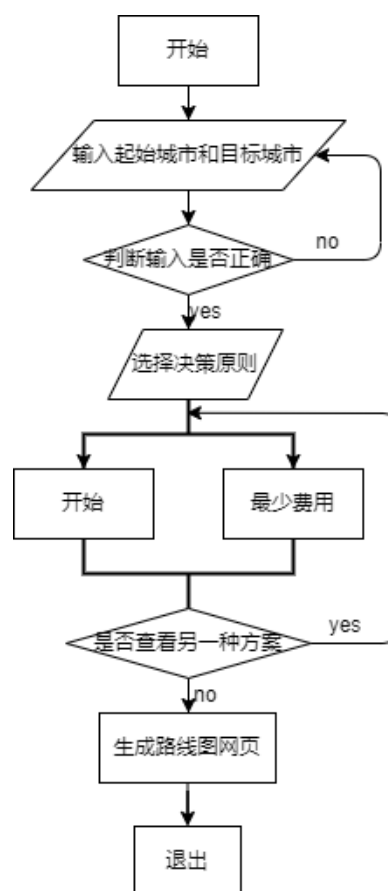 开始
输入起始城市和目标城市
判断输入是否正确
no
yes
选择决策原则
开始
最少费用
是否查看另一种方案
yes
no
生成路线图网页
退出